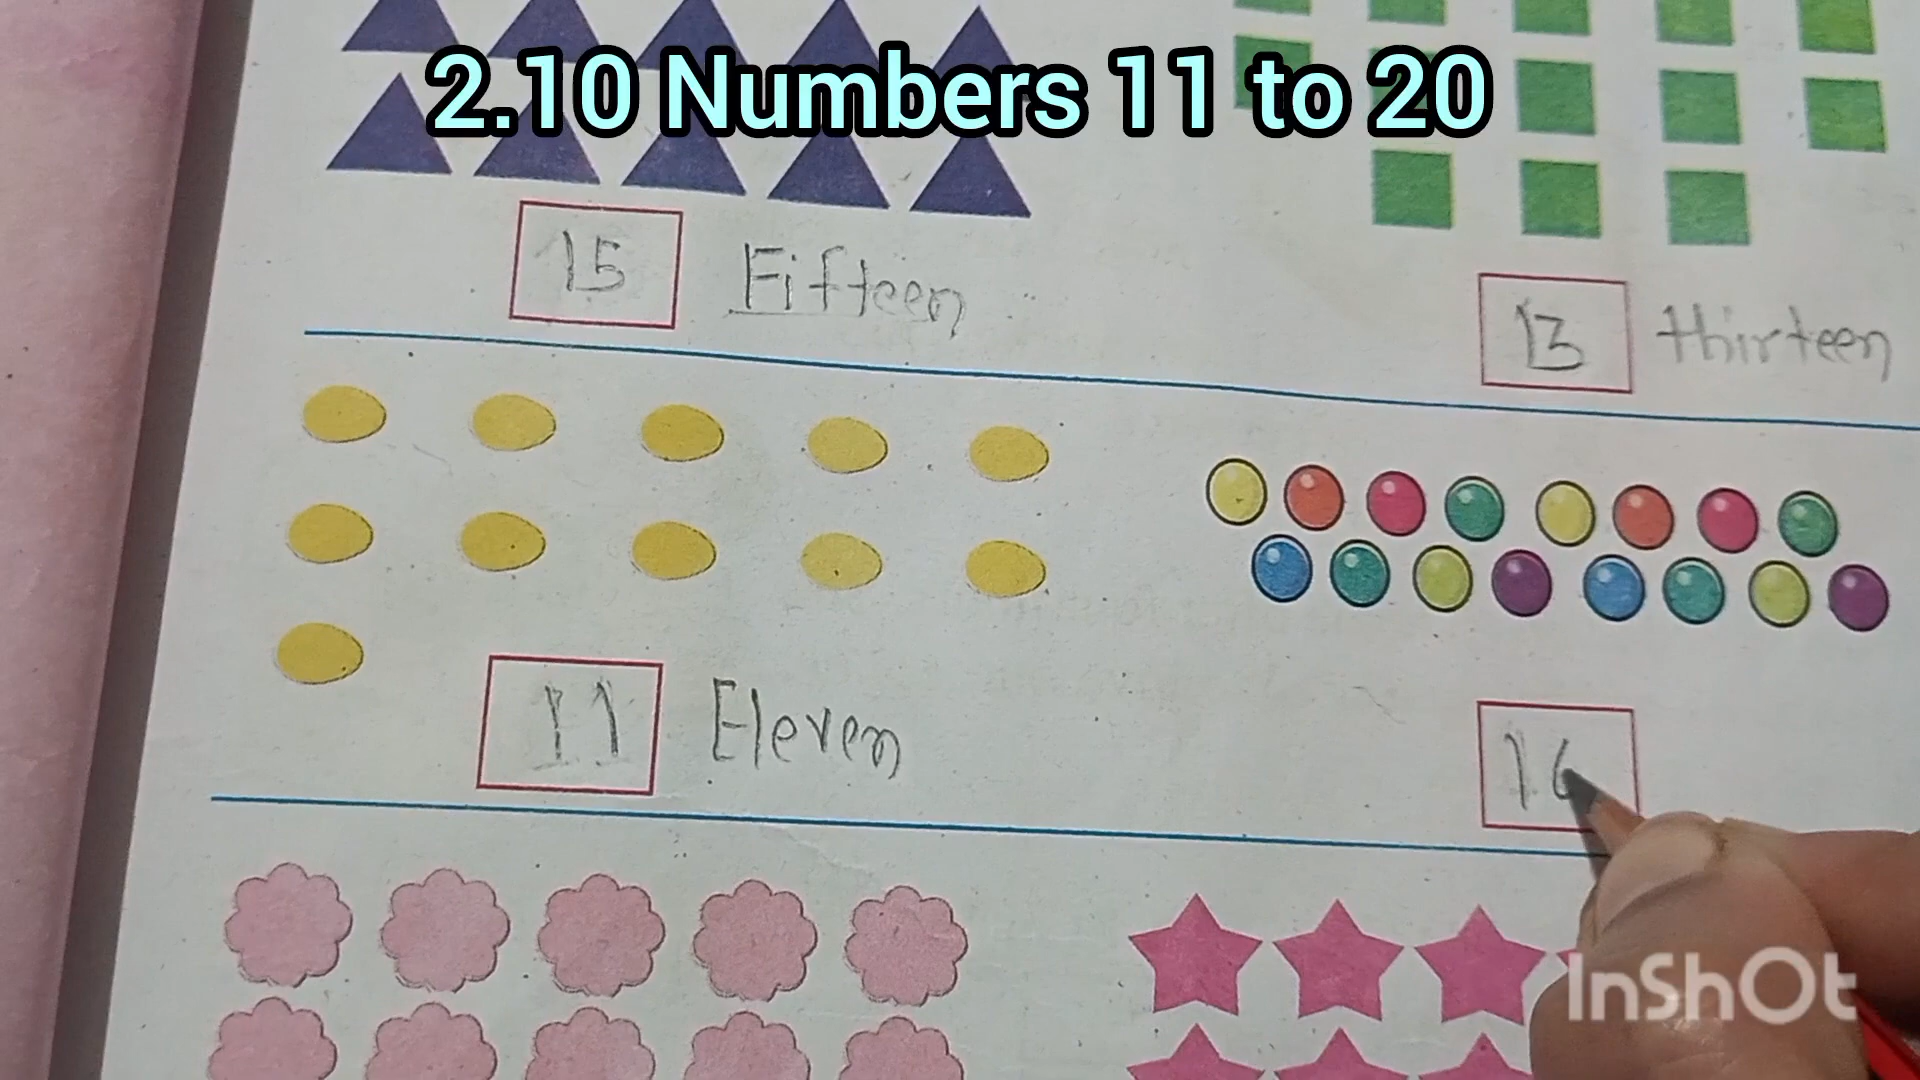 2.10 Numbers 11 to 20
15 Fifteen
13 thirteen
11 Eleven
16
InShOt